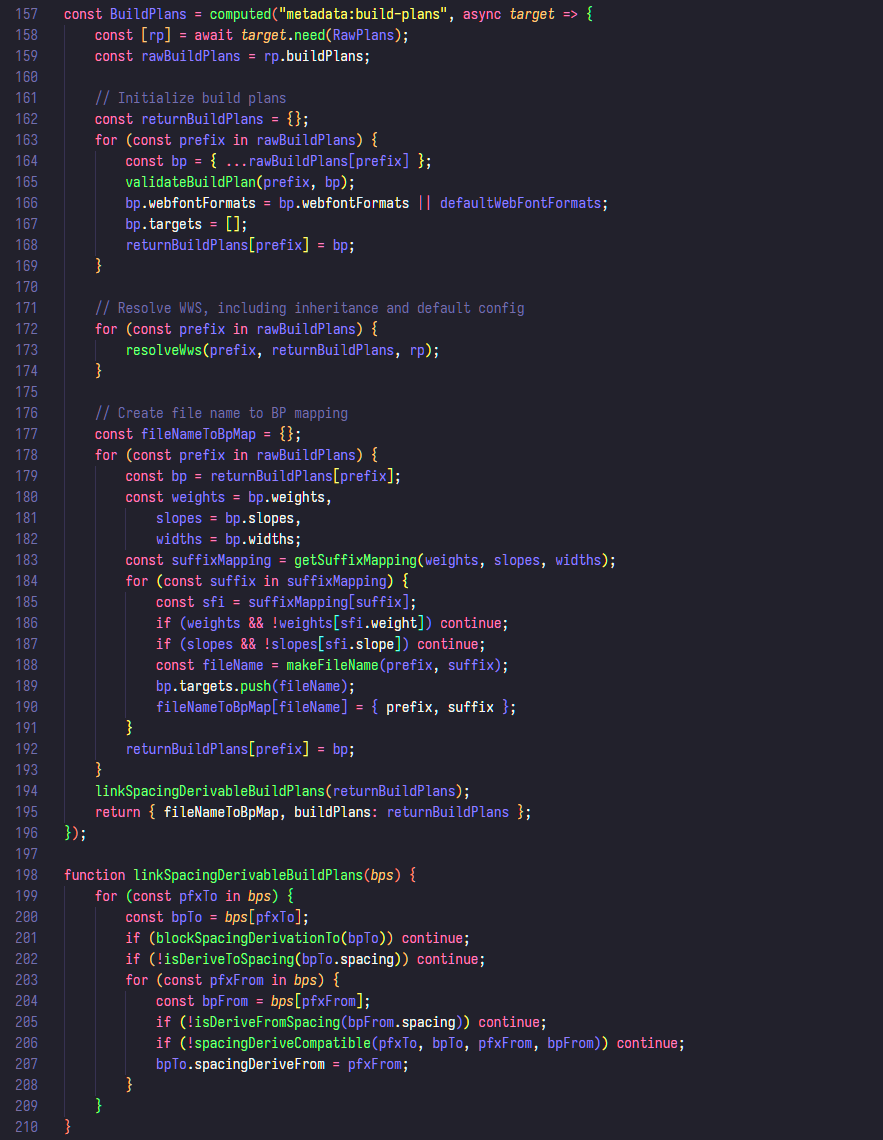 157 const BuildPlans = computed("metadata:build-plans", async target => {
158     const [rp] = await target.need(RawPlans);
159     const rawBuildPlans = rp.buildPlans;
160
161     // Initialize build plans
162     const returnBuildPlans = {};
163     for (const prefix in rawBuildPlans) {
164         const bp = { ...rawBuildPlans[prefix] };
165         validateBuildPlan(prefix, bp);
166         bp.webfontFormats = bp.webfontFormats || defaultWebFontFormats;
167         bp.targets = [];
168         returnBuildPlans[prefix] = bp;
169     }
170
171     // Resolve WWS, including inheritance and default config
172     for (const prefix in rawBuildPlans) {
173         resolveWws(prefix, returnBuildPlans, rp);
174     }
175
176     // Create file name to BP mapping
177     const fileNameToBpMap = {};
178     for (const prefix in rawBuildPlans) {
179         const bp = returnBuildPlans[prefix];
180         const weights = bp.weights,
181             slopes = bp.slopes,
182             widths = bp.widths;
183         const suffixMapping = getSuffixMapping(weights, slopes, widths);
184         for (const suffix in suffixMapping) {
185             const sfi = suffixMapping[suffix];
186             if (weights && !weights[sfi.weight]) continue;
187             if (slopes && !slopes[sfi.slope]) continue;
188             const fileName = makeFileName(prefix, suffix);
189             bp.targets.push(fileName);
190             fileNameToBpMap[fileName] = { prefix, suffix };
191         }
192         returnBuildPlans[prefix] = bp;
193     }
194     linkSpacingDerivableBuildPlans(returnBuildPlans);
195     return { fileNameToBpMap, buildPlans: returnBuildPlans };
196 });
197
198 function linkSpacingDerivableBuildPlans(bps) {
199     for (const pfxTo in bps) {
200         const bpTo = bps[pfxTo];
201         if (blockSpacingDerivationTo(bpTo)) continue;
202         if (!isDeriveToSpacing(bpTo.spacing)) continue;
203         for (const pfxFrom in bps) {
204             const bpFrom = bps[pfxFrom];
205             if (!isDeriveFromSpacing(bpFrom.spacing)) continue;
206             if (!spacingDeriveCompatible(pfxTo, bpTo, pfxFrom, bpFrom)) continue;
207             bpTo.spacingDeriveFrom = pfxFrom;
208         }
209     }
210 }